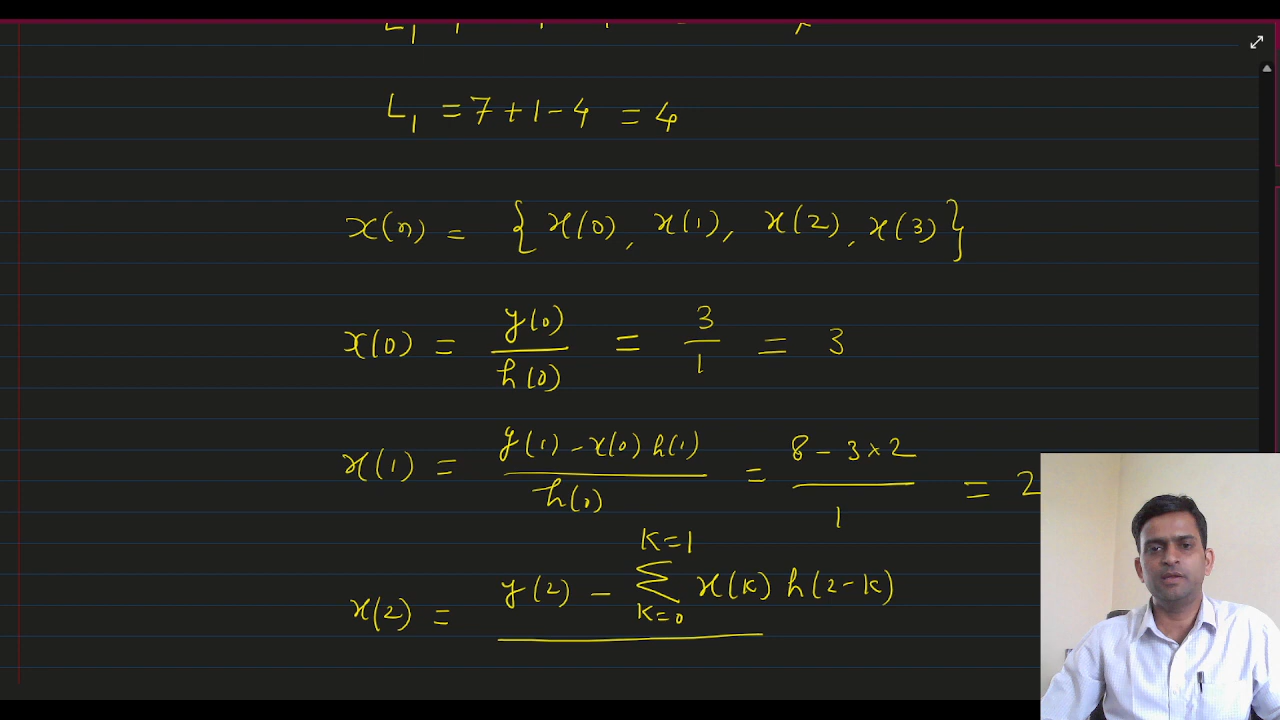 L₁ = 7 + 1 - 4 = 4
x(n) = { x(0), x(1), x(2), x(3) }
x(0) = y(0) / h(0) = 3 / 1 = 3
x(1) = y(1) - x(0) h(1) / h(0) = 8 - 3 × 2 / 1 = 2
K=1
x(2) = y(2) - Σ x(K) h(2-K)
K=0